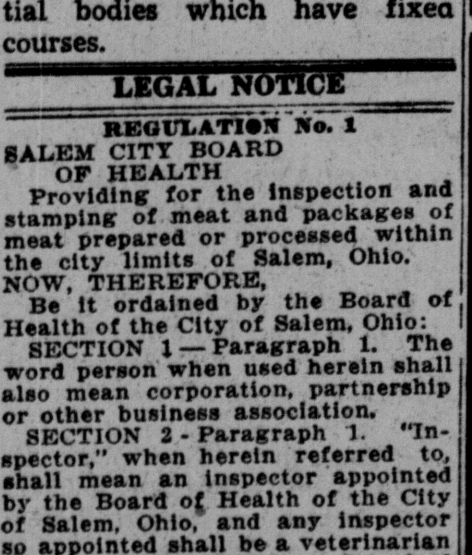 tial bodies which have fixed
courses.
LEGAL NOTICE
REGULATION No. 1
SALEM CITY BOARD
OF HEALTH
Providing for the inspection and
stamping of meat and packages of
meat prepared or processed within
the city limits of Salem, Ohio.
NOW, THEREFORE,
Be it ordained by the Board of
Health of the City of Salem, Ohio:
SECTION 1 — Paragraph 1. The
word person when used herein shall
also mean corporation, partnership
or other business association.
SECTION 2 - Paragraph 1. "In-
spector," when herein referred to,
shall mean an inspector appointed
by the Board of Health of the City
of Salem, Ohio, and any inspector
so appointed shall be a veterinarian